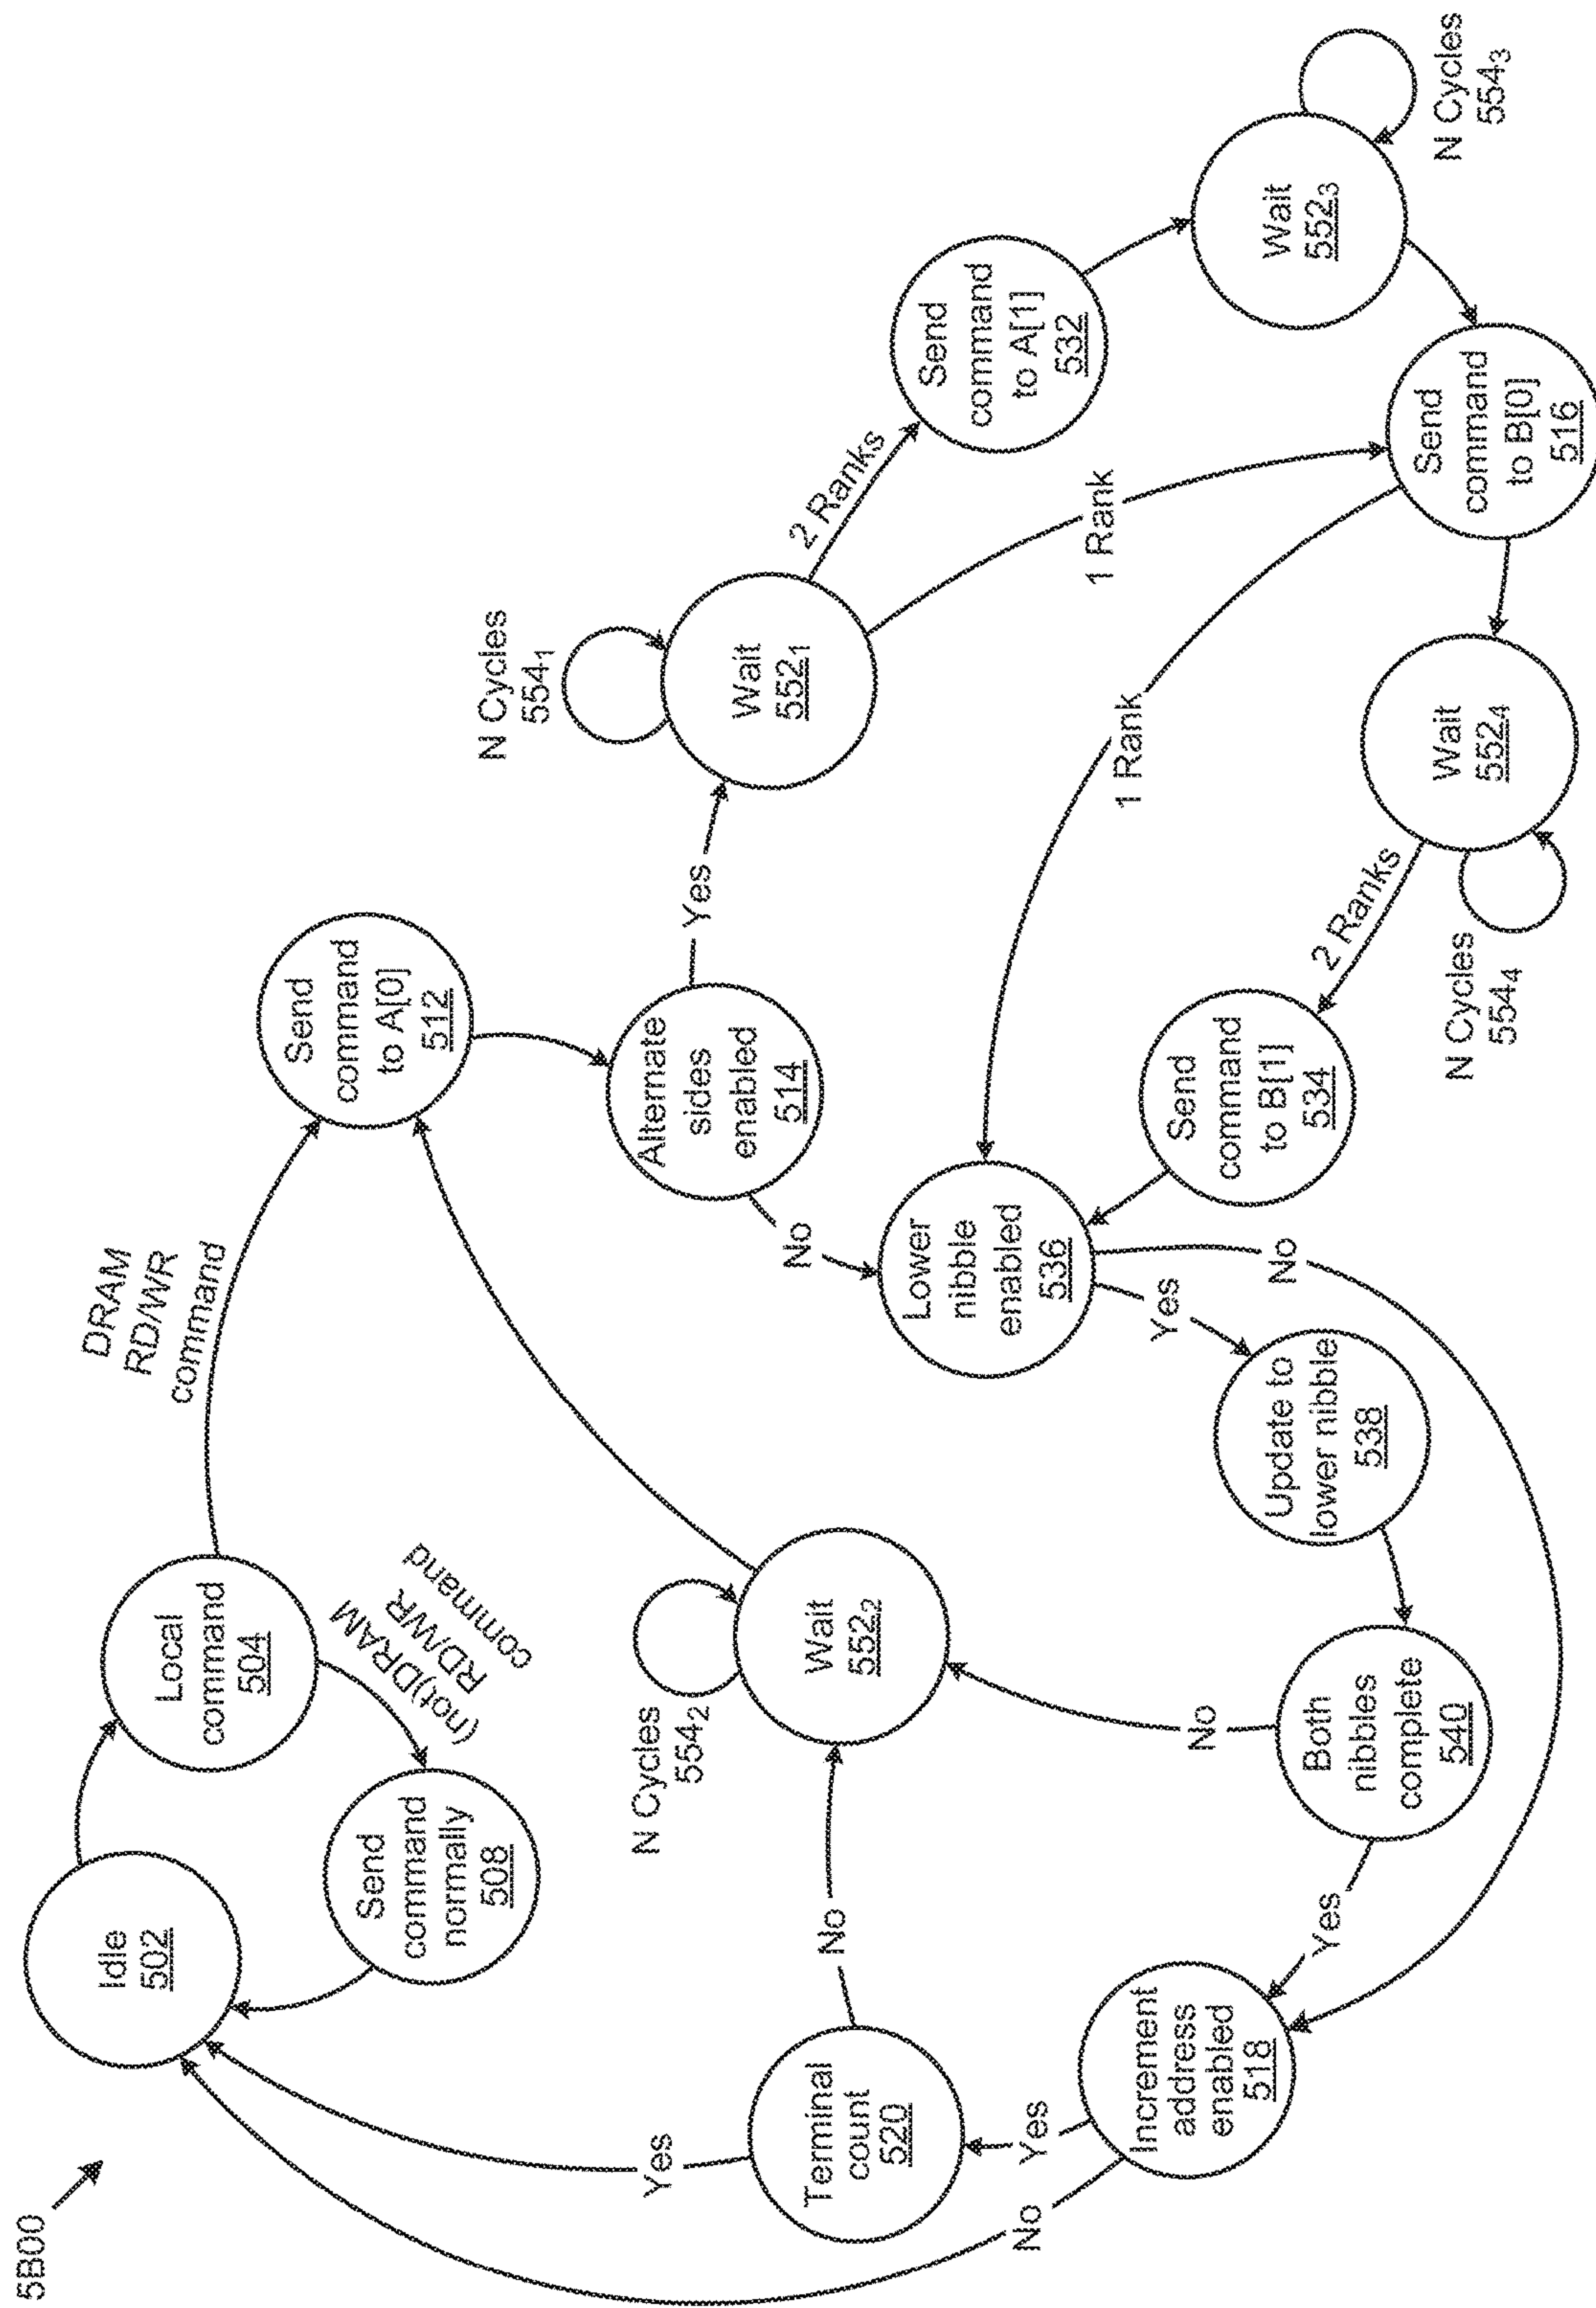 5B00
Idle
502
Local
command
504
DRAM
RD/WR
command
(not)DRAM
RD/WR
command
Send
command
normally
508
Send
command
to A[0]
512
Alternate
sides
enabled
514
Yes
No
N Cycles
554₁
Wait
552₁
2 Ranks
1 Rank
Send
command
to A[1]
532
Wait
552₃
N Cycles
554₃
Send
command
to B[0]
516
1 Rank
Wait
552₄
N Cycles
554₄
2 Ranks
Send
command
to B[1]
534
Lower
nibble
enabled
536
Yes
No
Update to
lower nibble
538
Both
nibbles
complete
540
No
Yes
N Cycles
554₂
Wait
552₂
No
Terminal
count
520
Yes
Yes
Increment
address
enabled
518
No